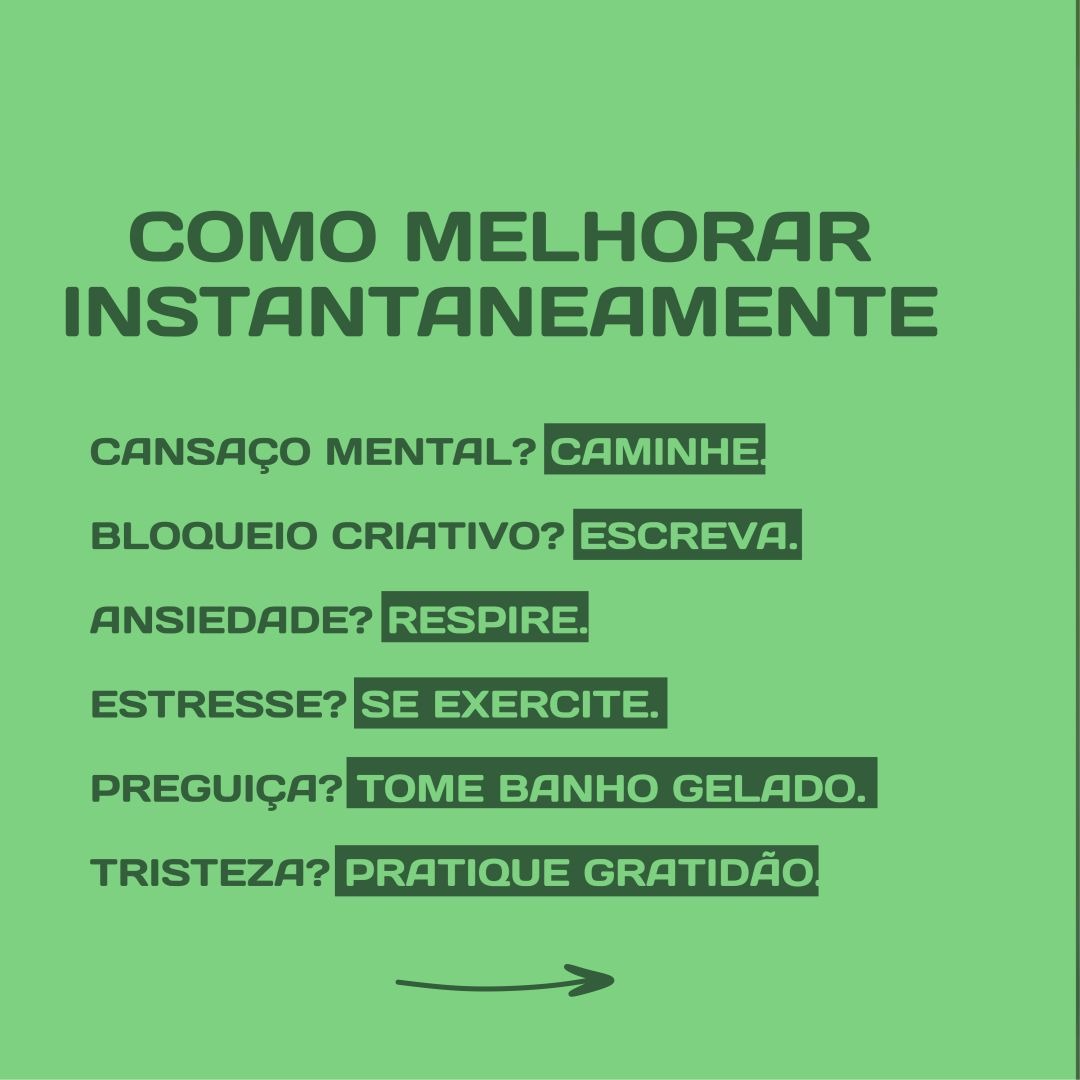 COMO MELHORAR
INSTANTANEAMENTE
CANSAÇO MENTAL? CAMINHE.
BLOQUEIO CRIATIVO? ESCREVA.
ANSIEDADE? RESPIRE.
ESTRESSE? SE EXERCITE.
PREGUIÇA? TOME BANHO GELADO.
TRISTEZA? PRATIQUE GRATIDÃO.